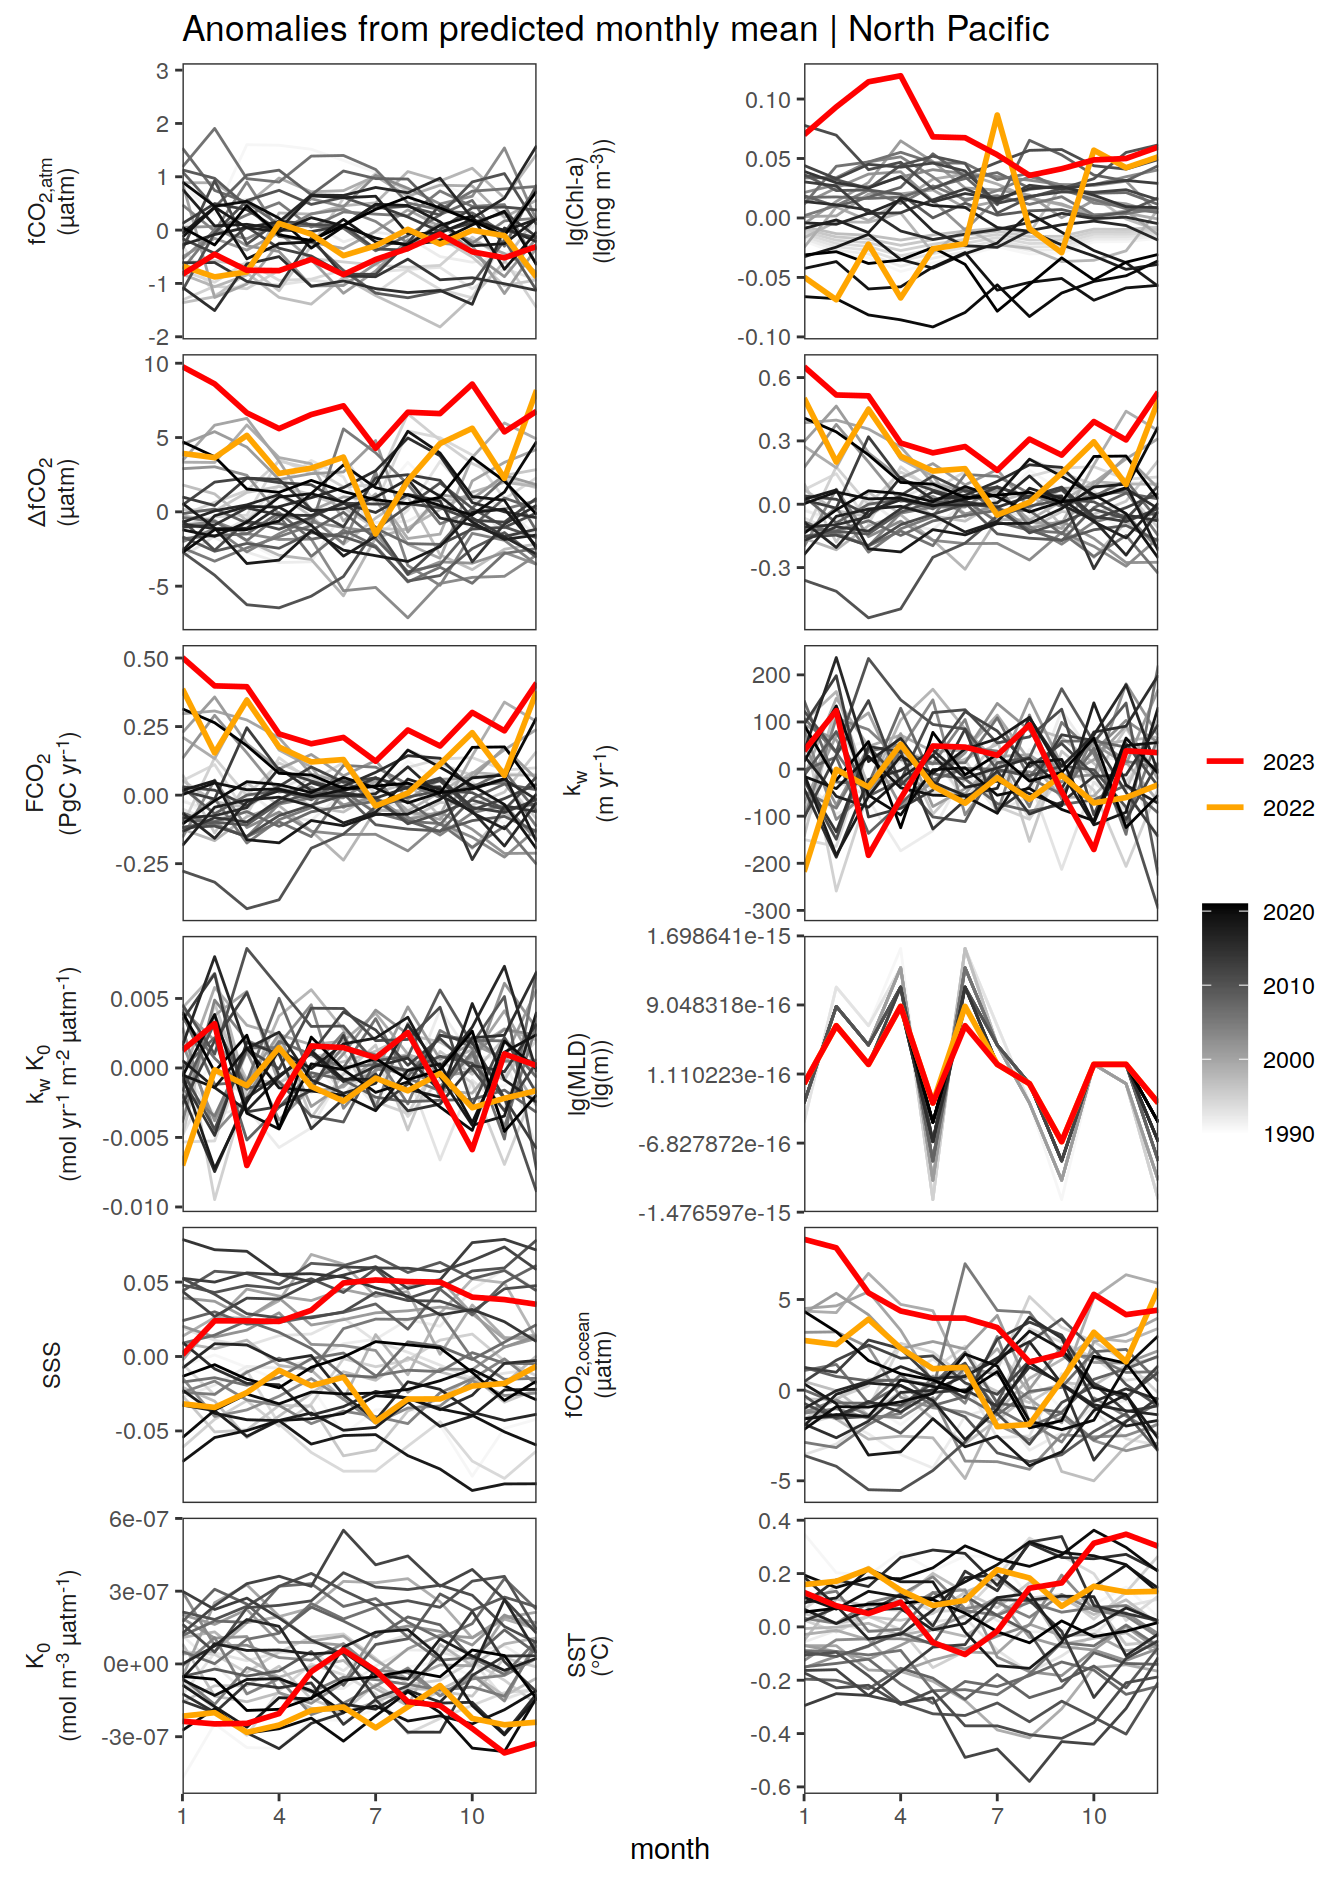 Anomalies from predicted monthly mean | North Pacific
fCO2,atm
(µatm)
3
2
1
0
-1
-2
lg(Chl-a)
(lg(mg m-3))
0.10
0.05
0.00
-0.05
-0.10
ΔfCO2
(µatm)
10
5
0
-5
0.6
0.3
0.0
-0.3
FCO2
(PgC yr-1)
0.50
0.25
0.00
-0.25
kw
(m yr-1)
200
100
0
-100
-200
-300
kw K0
(mol yr-1 m-2 µatm-1)
0.005
0.000
-0.005
-0.010
lg(MLD)
(lg(m))
1.698641e-15
9.048318e-16
1.110223e-16
-6.827872e-16
-1.476597e-15
SSS
0.05
0.00
-0.05
fCO2,ocean
(µatm)
5
0
-5
K0
(mol m-3 µatm-1)
6e-07
3e-07
0e+00
-3e-07
SST
(°C)
0.4
0.2
0.0
-0.2
-0.4
-0.6
1 4 7 10
1 4 7 10
month
2023
2022
2020
2010
2000
1990